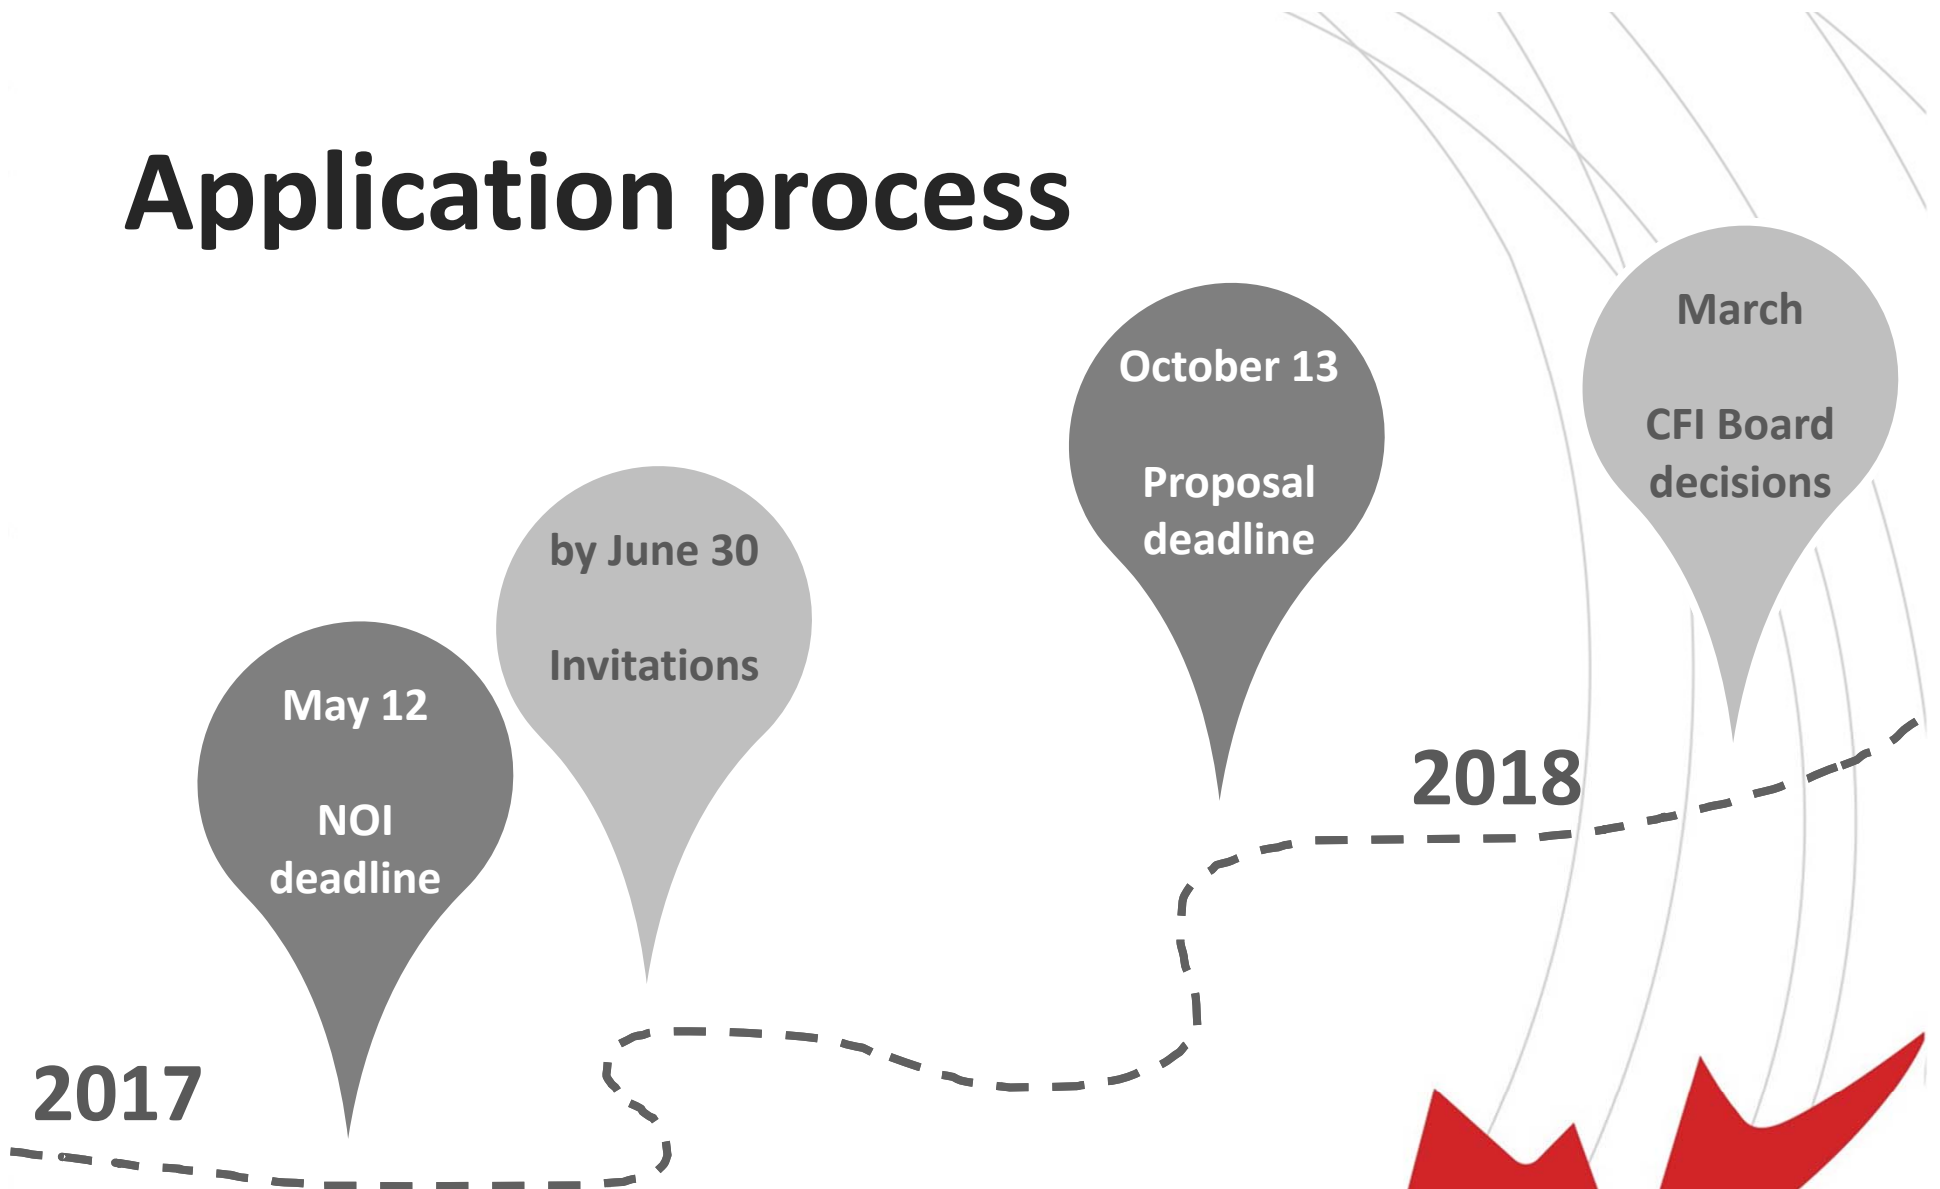 Application process
2017
May 12
NOI
deadline
by June 30
Invitations
October 13
Proposal
deadline
2018
March
CFI Board
decisions